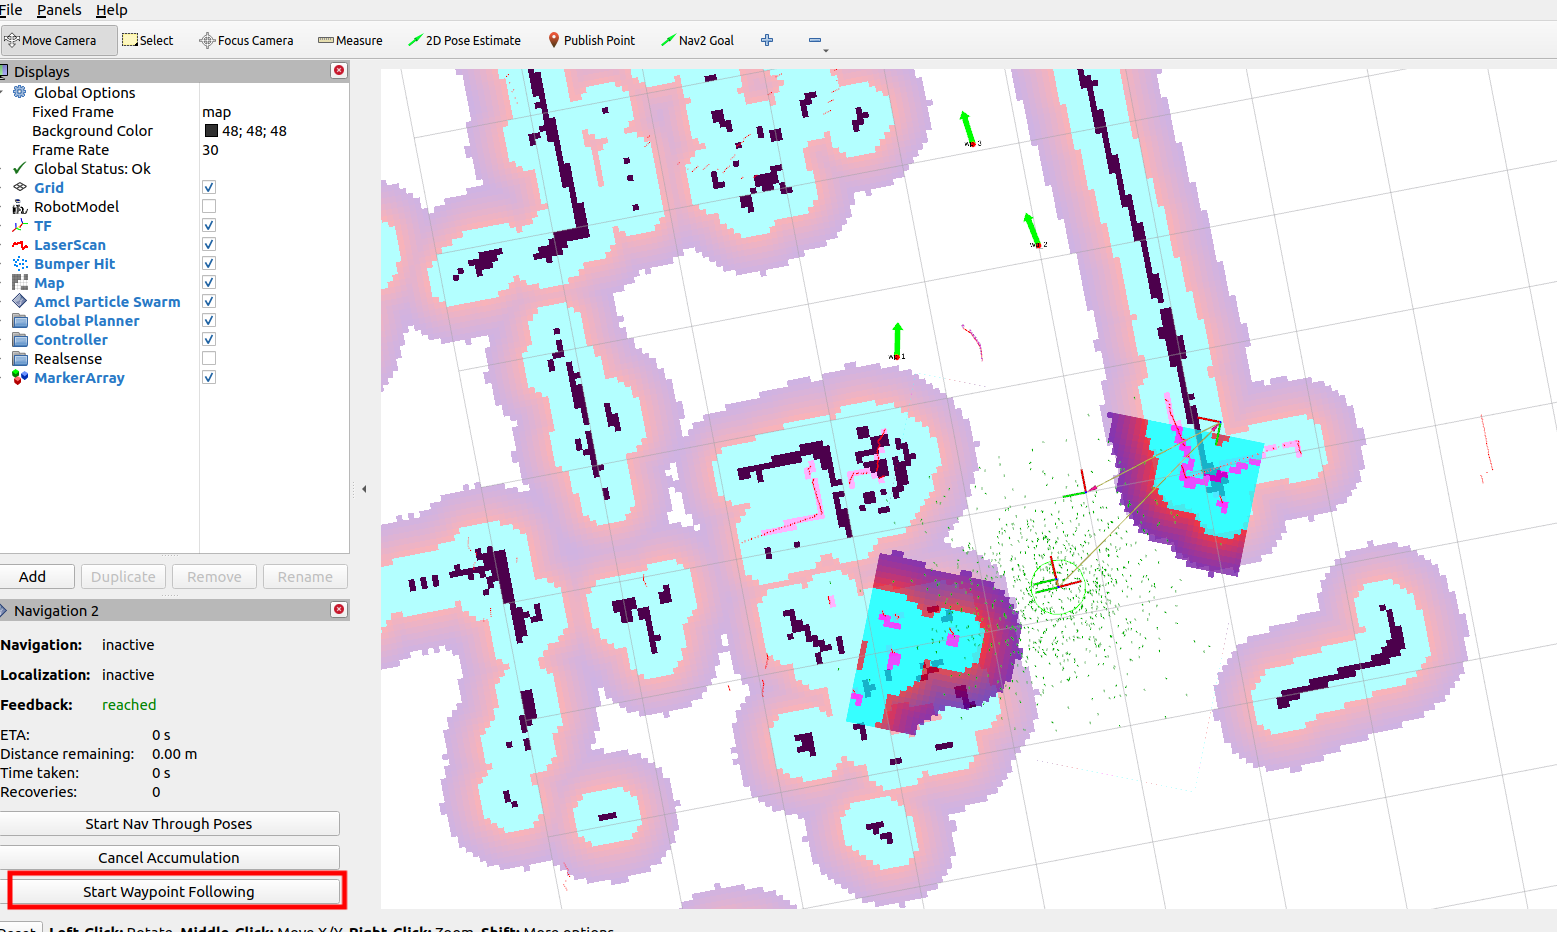 File Panels Help
Move Camera Select Focus Camera Measure 2D Pose Estimate Publish Point Nav2 Goal
Displays
Global Options
Fixed Frame map
Background Color 48; 48; 48
Frame Rate 30
Global Status: Ok
Grid
RobotModel
TF
LaserScan
Bumper Hit
Map
Amcl Particle Swarm
Global Planner
Controller
Realsense
MarkerArray
Add Duplicate Remove Rename
Navigation 2
Navigation: inactive
Localization: inactive
Feedback: reached
ETA: 0 s
Distance remaining: 0.00 m
Time taken: 0 s
Recoveries: 0
Start Nav Through Poses
Cancel Accumulation
Start Waypoint Following
Reset Left-Click: Rotate. Middle-Click: Move X/Y. Right-Click: Zoom. Shift: More options.
wp_3
wp_2
wp_1